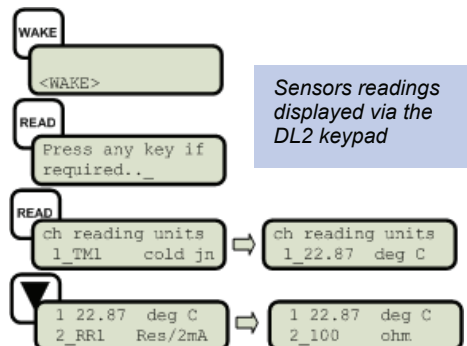 WAKE
<WAKE>
Sensors readings
displayed via the
DL2 keypad
READ
Press any key if
required.._
READ
ch reading units
1_TM1 cold jn
ch reading units
1_22.87 deg C
1 22.87 deg C
2_RR1 Res/2mA
1 22.87 deg C
2_100 ohm